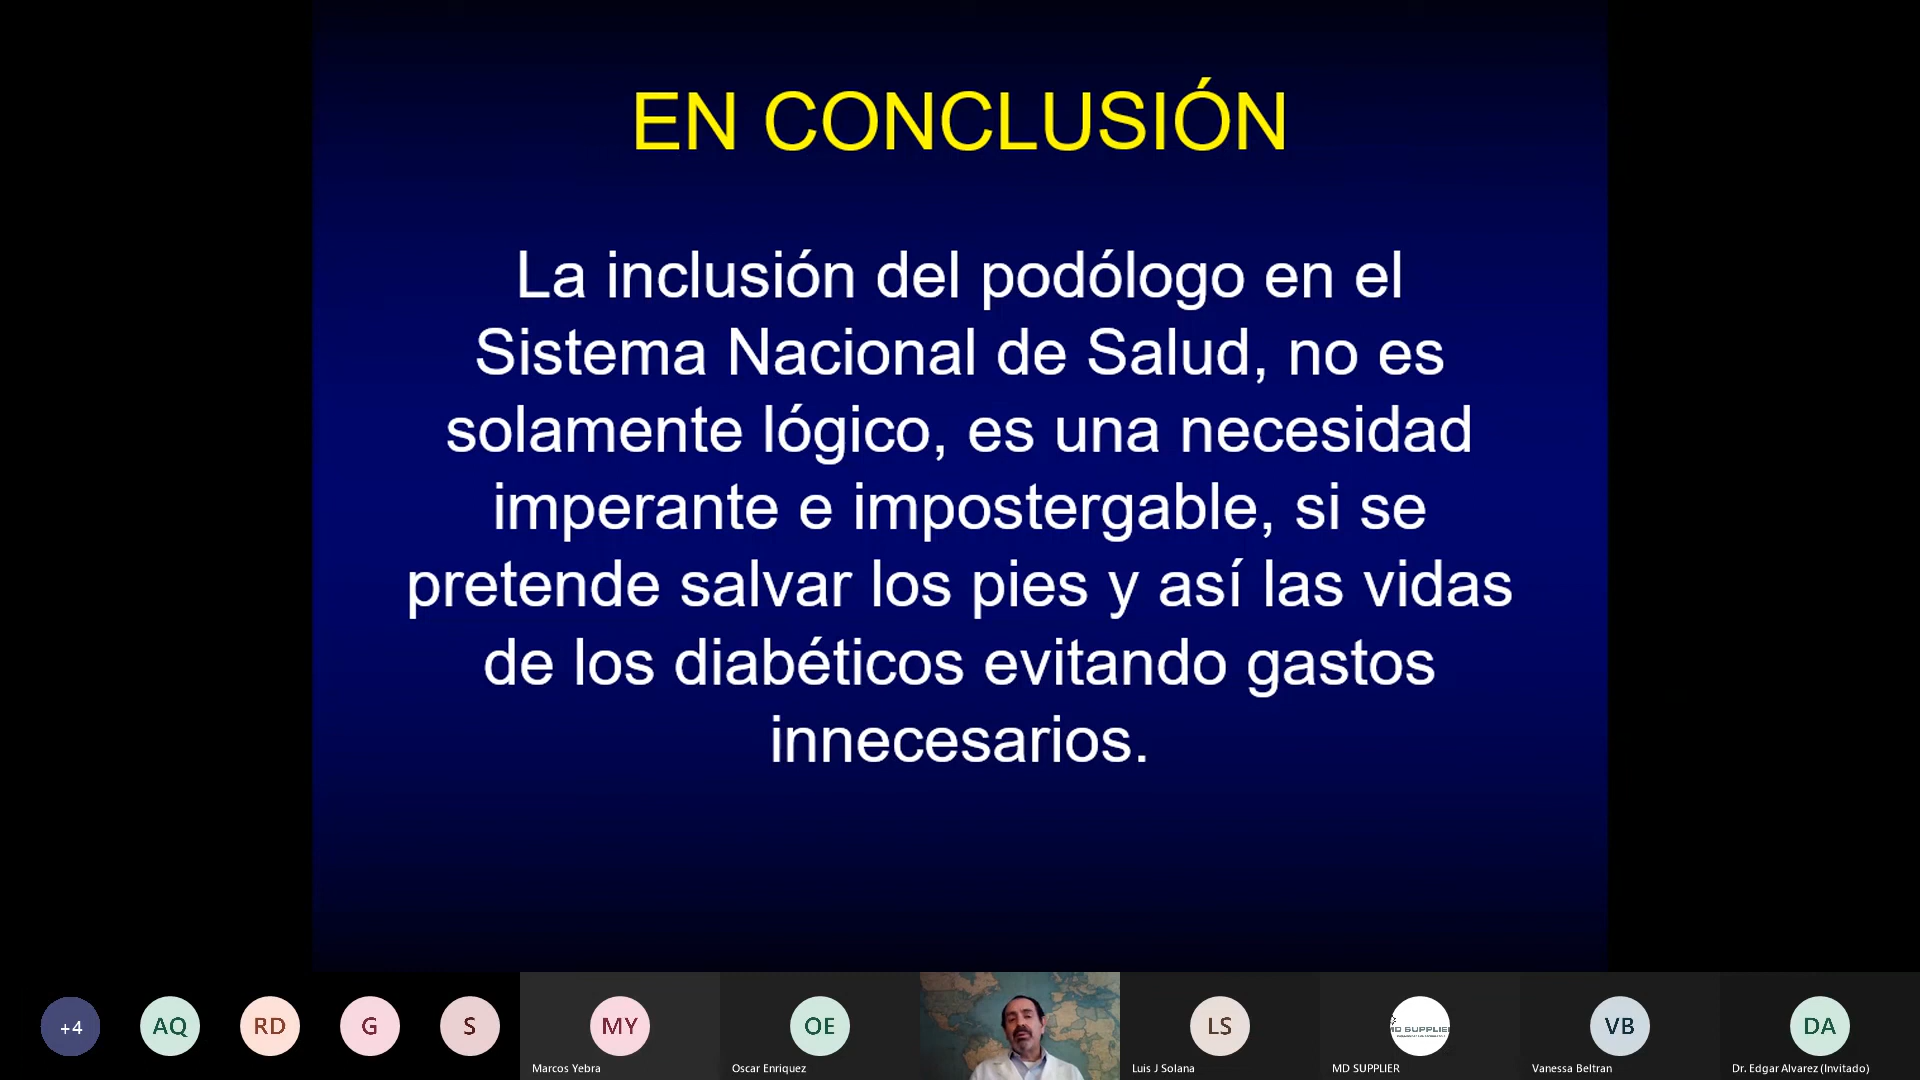 EN CONCLUSIÓN
La inclusión del podólogo en el
Sistema Nacional de Salud, no es
solamente lógico, es una necesidad
imperante e impostergable, si se
pretende salvar los pies y así las vidas
de los diabéticos evitando gastos
innecesarios.
+4
AQ
RD
G
S
MY
Marcos Yebra
OE
Oscar Enriquez
LS
Luis J Solana
MD SUPPLIER
VB
Vanessa Beltran
DA
Dr. Edgar Alvarez (Invitado)